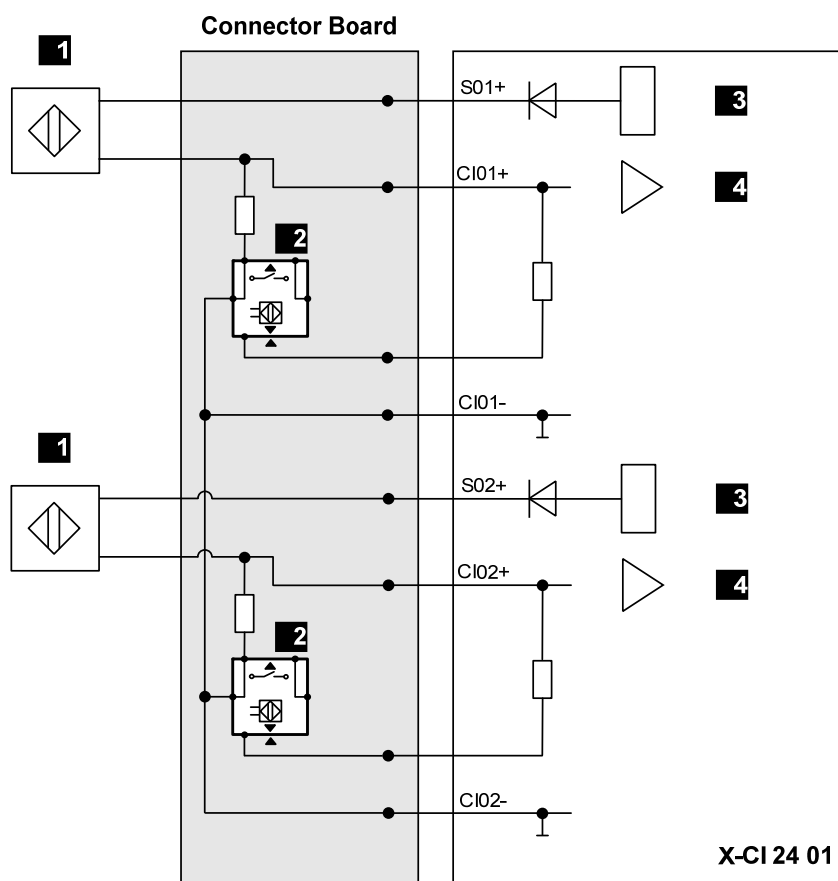 Connector Board
1
S01+
3
CI01+
4
2
CI01-
1
S02+
3
CI02+
4
2
CI02-
X-CI 24 01